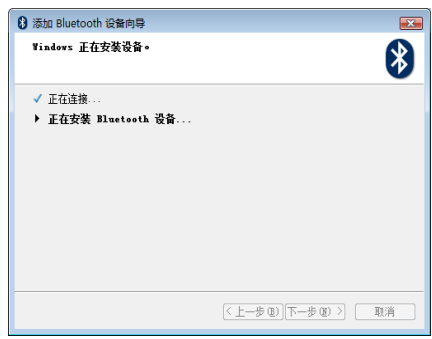 添加 Bluetooth 设备向导
Windows 正在安装设备。
✓ 正在连接...
▶ 正在安装 Bluetooth 设备...
< 上一步(B) 下一步(N) > 取消